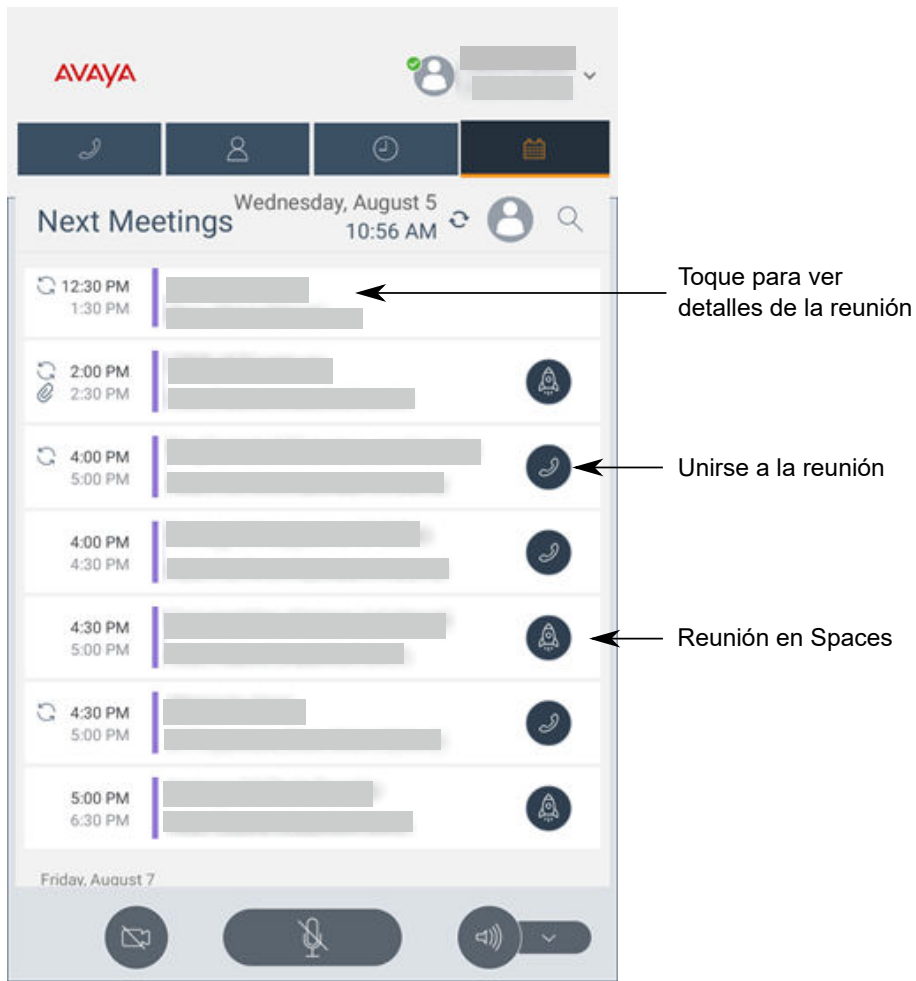 AVAYA
Next Meetings
Wednesday, August 5
10:56 AM
12:30 PM
1:30 PM
Toque para ver
detalles de la reunión
2:00 PM
2:30 PM
4:00 PM
5:00 PM
Unirse a la reunión
4:00 PM
4:30 PM
4:30 PM
5:00 PM
Reunión en Spaces
4:30 PM
5:00 PM
5:00 PM
6:30 PM
Friday, August 7